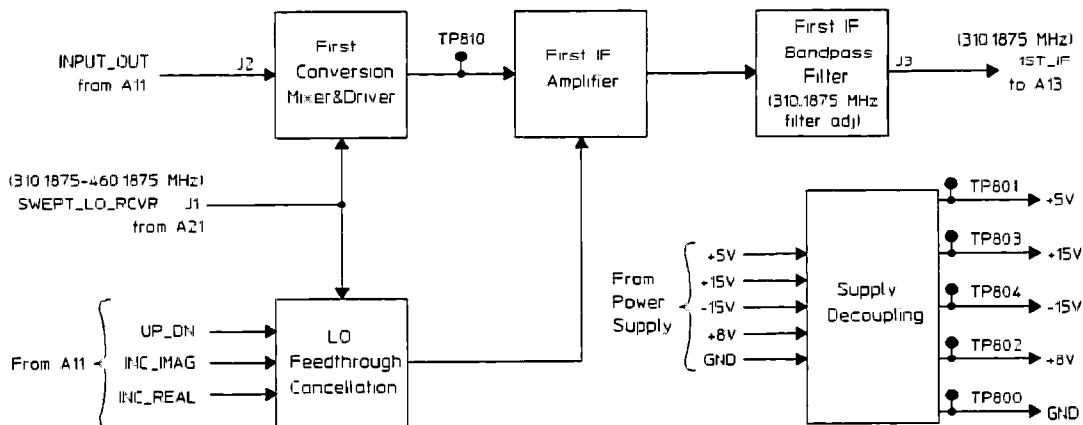 INPUT_OUT
from A11
J2
First
Conversion
Mixer&Driver
TP810
First IF
Amplifier
First IF
Bandpass
Filter
(310.1875 MHz
filter adj)
J3
(310.1875 MHz)
1ST_IF
to A13
(310.1875-460.1875 MHz)
SWEPT_LO_RCVR
J1
from A21
From A11
UP_DN
INC_IMAG
INC_REAL
LO
Feedthrough
Cancellation
From
Power
Supply
+5V
+15V
-15V
+8V
GND
Supply
Decoupling
TP801
+5V
TP803
+15V
TP804
-15V
TP802
+8V
TP800
GND